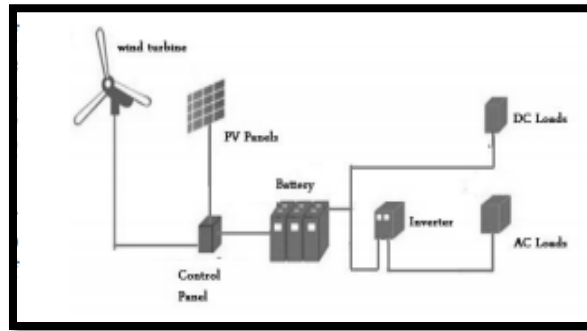 wind turbine
PV Panels
DC Loads
Battery
Inverter
AC Loads
Control
Panel